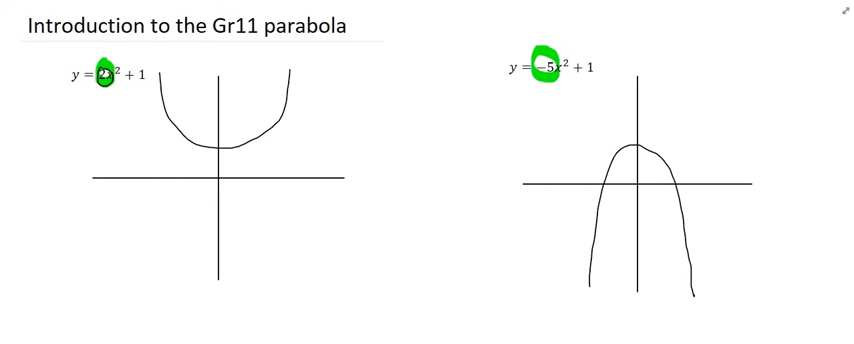 Introduction to the Gr11 parabola
y = 2x² + 1
y = −5x² + 1